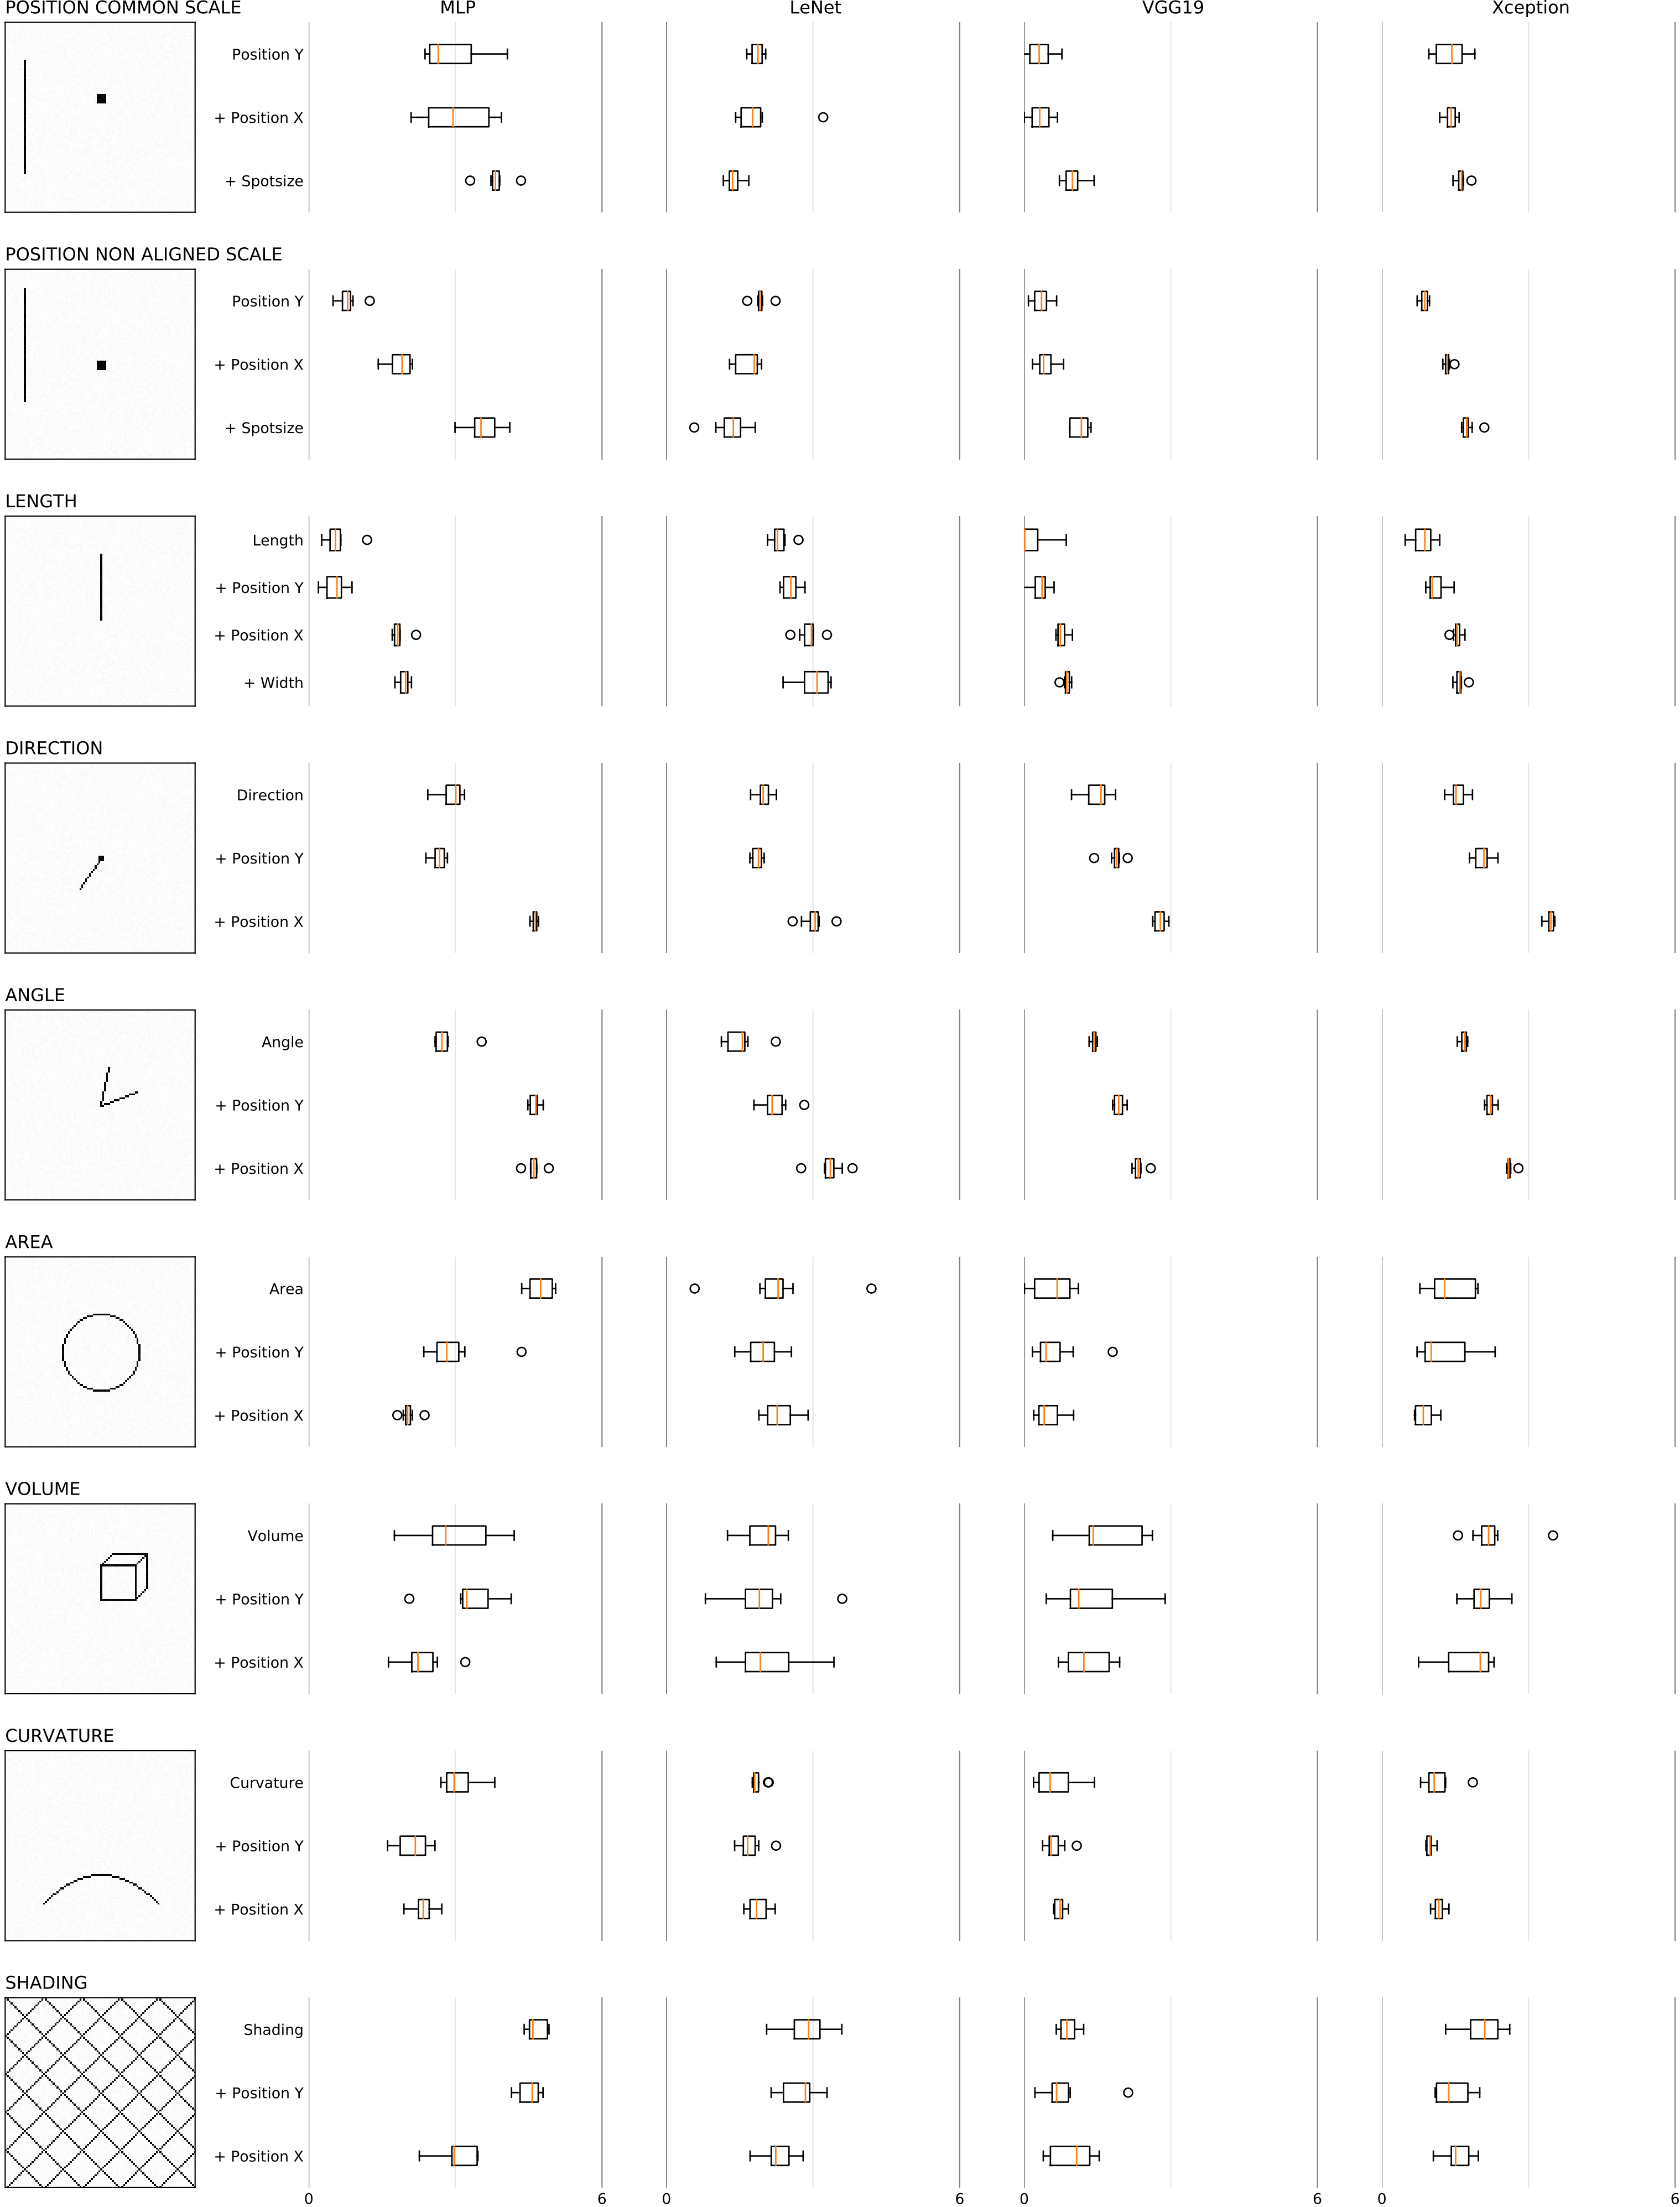 POSITION COMMON SCALE MLP LeNet VGG19 Xception
Position Y
+ Position X
+ Spotsize
POSITION NON ALIGNED SCALE
Position Y
+ Position X
+ Spotsize
LENGTH
Length
+ Position Y
+ Position X
+ Width
DIRECTION
Direction
+ Position Y
+ Position X
ANGLE
Angle
+ Position Y
+ Position X
AREA
Area
+ Position Y
+ Position X
VOLUME
Volume
+ Position Y
+ Position X
CURVATURE
Curvature
+ Position Y
+ Position X
SHADING
Shading
+ Position Y
+ Position X
0 6 0 6 0 6 0 6